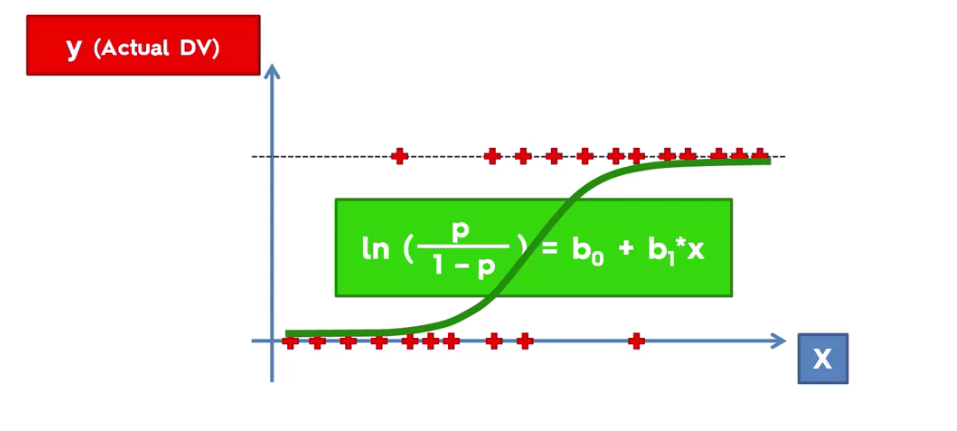 y (Actual DV)
ln ( p / 1 – p ) = b₀ + b₁*x
X